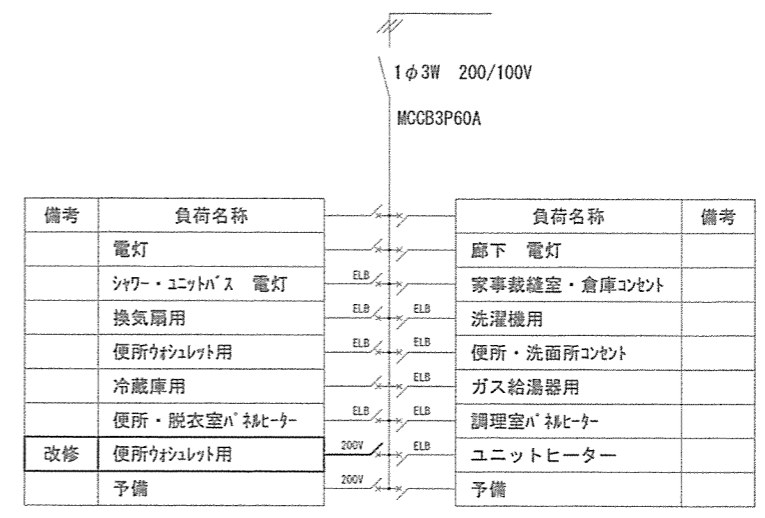 1φ3W 200/100V
MCCB3P60A
備考 負荷名称 負荷名称 備考
電灯 廊下 電灯
シャワー・ユニットバス 電灯 ELB 家事裁縫室・倉庫コンセント
換気扇用 ELB ELB 洗濯機用
便所ウォシュレット用 ELB ELB 便所・洗面所コンセント
冷蔵庫用 ELB ガス給湯器用
便所・脱衣室パネルヒーター ELB ELB 調理室パネルヒーター
改修 便所ウォシュレット用 200V ELB ユニットヒーター
予備 200V 予備